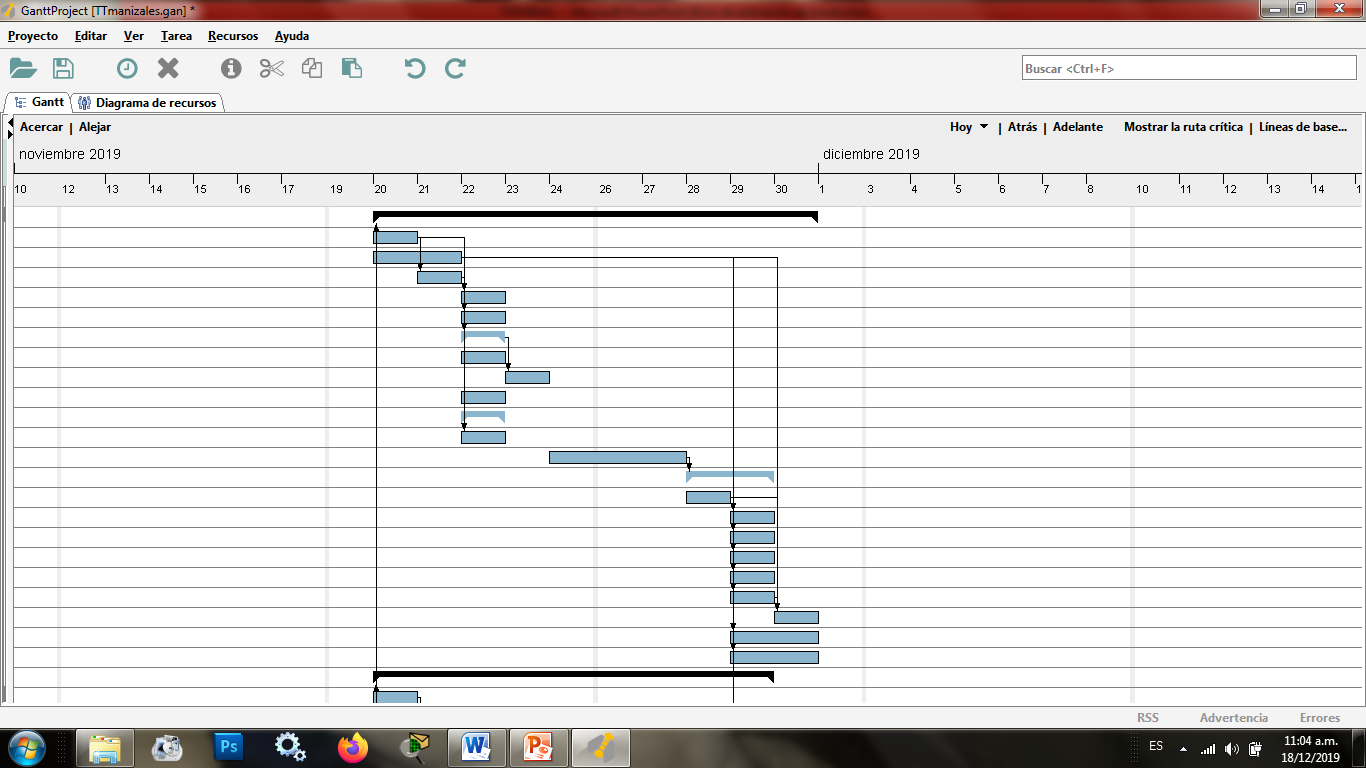 GanttProject [TTmanizales.gan] *
Proyecto Editar Ver Tarea Recursos Ayuda
Buscar <Ctrl+F>
Gantt Diagrama de recursos
Acercar | Alejar Hoy | Atrás | Adelante Mostrar la ruta crítica | Líneas de base...
noviembre 2019 diciembre 2019
10 12 13 14 15 16 17 19 20 21 22 23 24 26 27 28 29 30 1 3 4 5 6 7 8 10 11 12 13 14 1
RSS Advertencia Errores
Ps W P ES 11:04 a.m.
18/12/2019